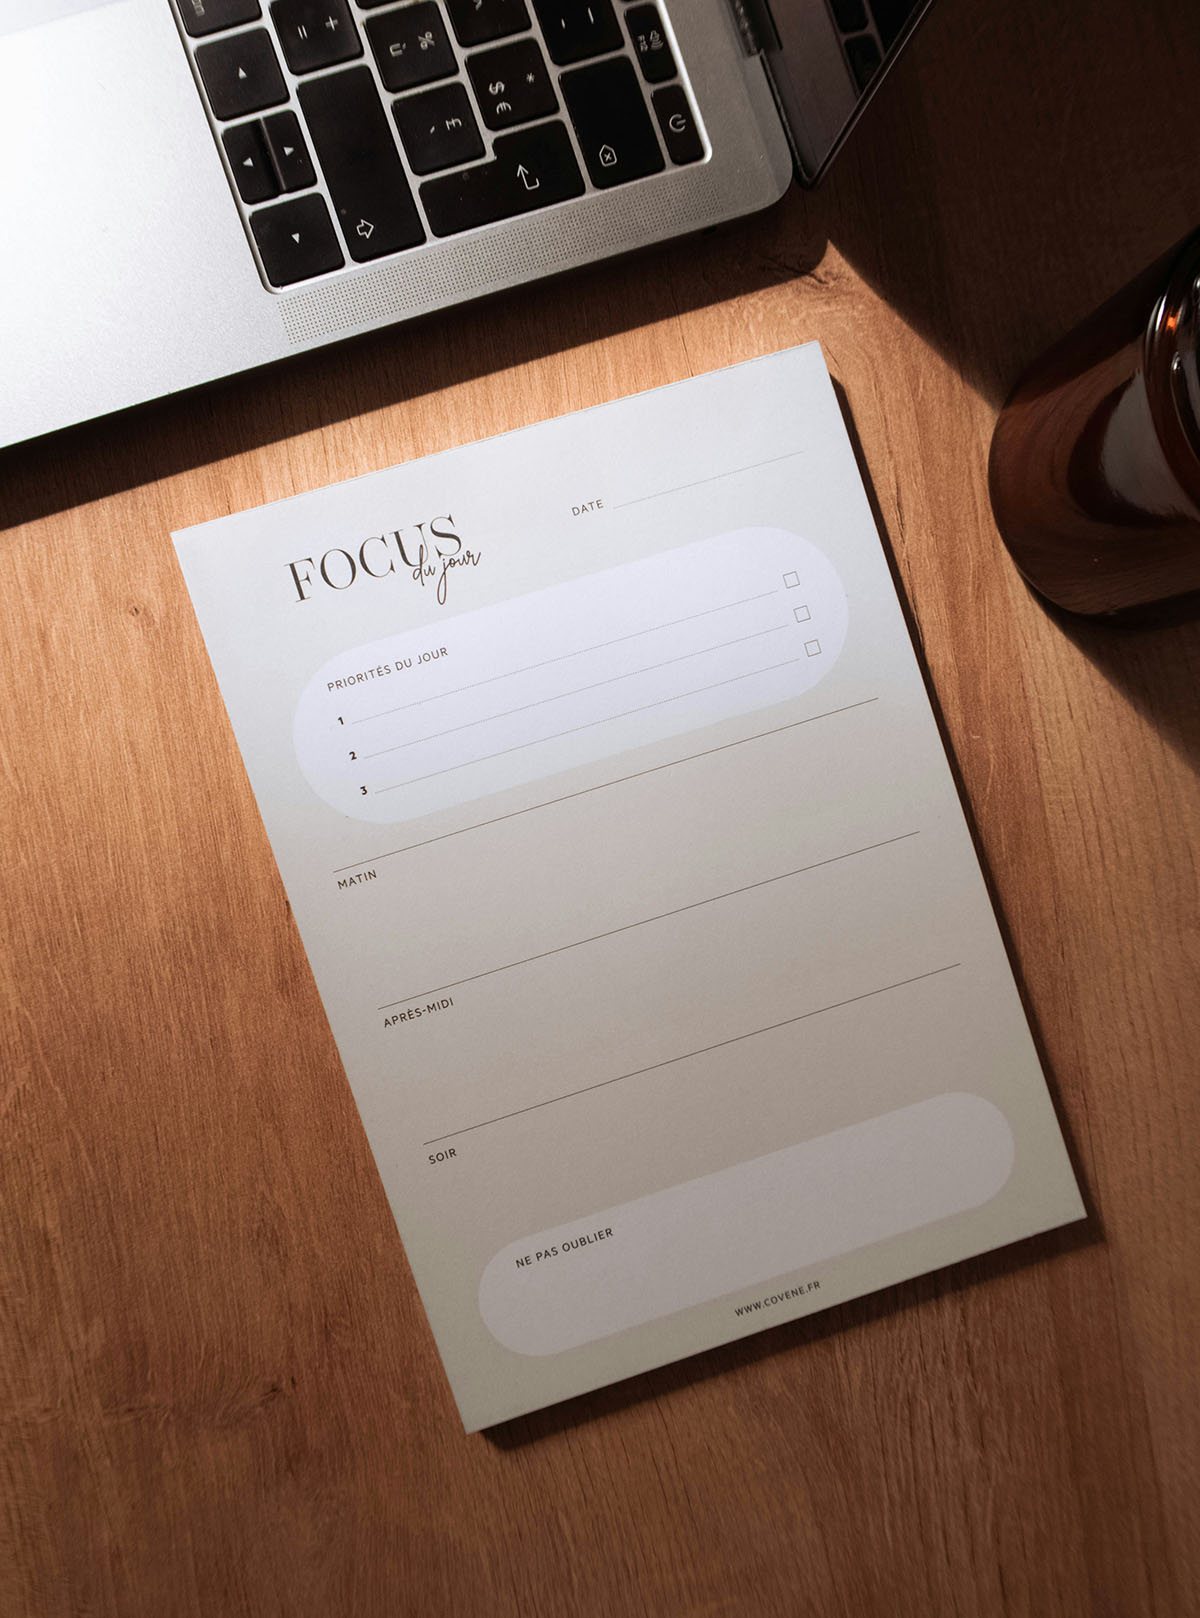 FOCUS
du jour
DATE
PRIORITÉS DU JOUR
1
2
3
MATIN
APRÈS-MIDI
SOIR
NE PAS OUBLIER
WWW.COVENE.FR
+ =
% ù
* $ €
£ `
F12